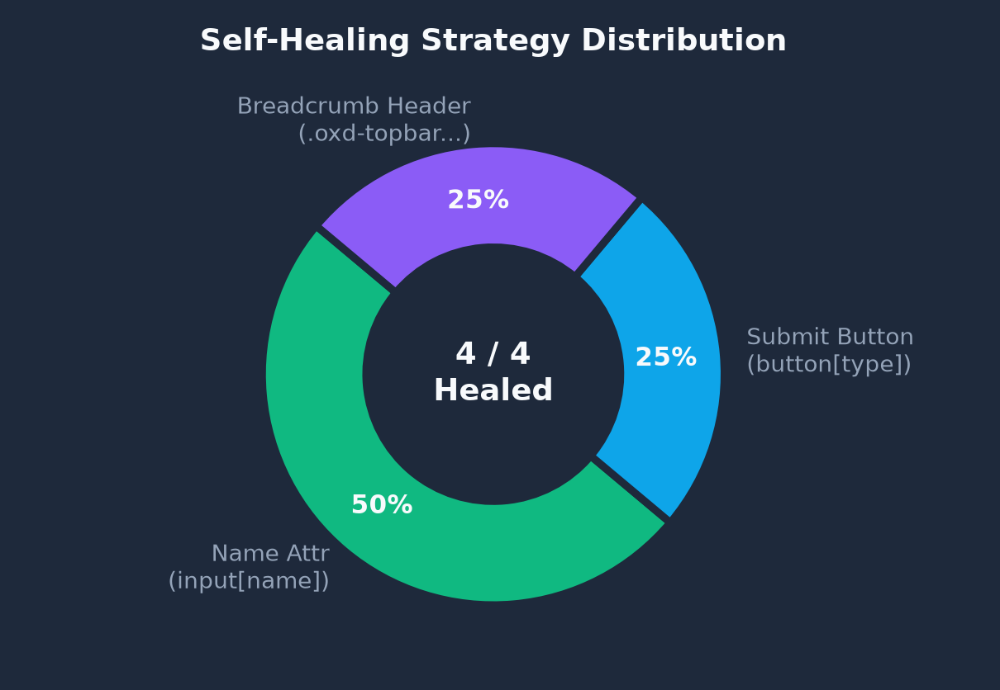 Self-Healing Strategy Distribution
Breadcrumb Header
(.oxd-topbar...)
25%
Submit Button
(button[type])
25%
4 / 4
Healed
50%
Name Attr
(input[name])